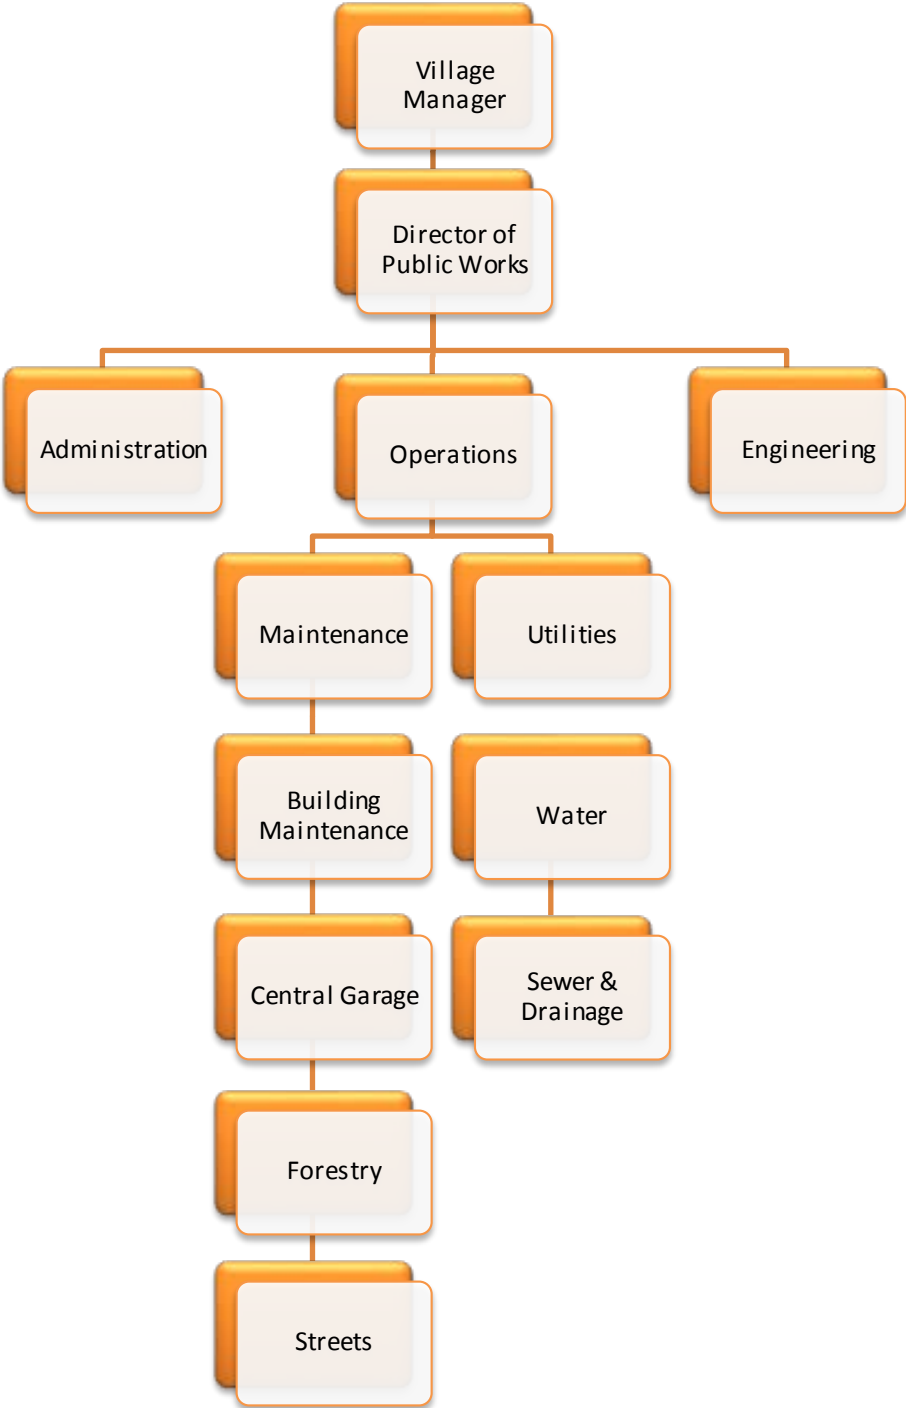 Village
Manager
Director of
Public Works
Administration
Operations
Engineering
Maintenance
Utilities
Building
Maintenance
Water
Central Garage
Sewer &
Drainage
Forestry
Streets